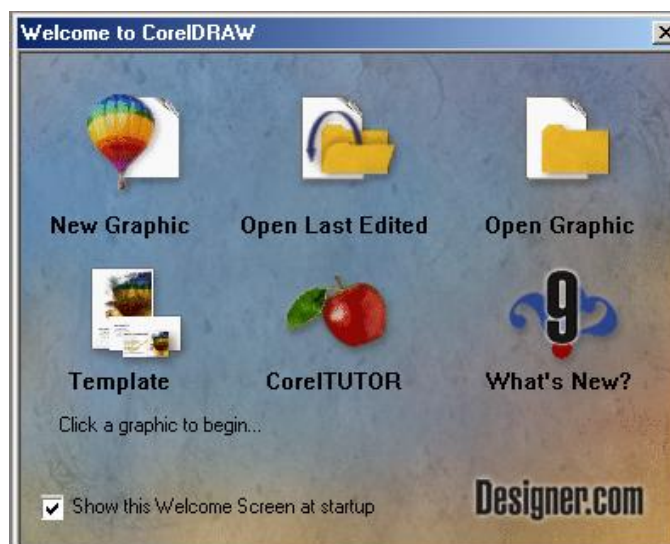 Welcome to CorelDRAW
New Graphic
Open Last Edited
Open Graphic
Template
CorelTUTOR
9
What's New?
Click a graphic to begin...
Show this Welcome Screen at startup
Designer.com